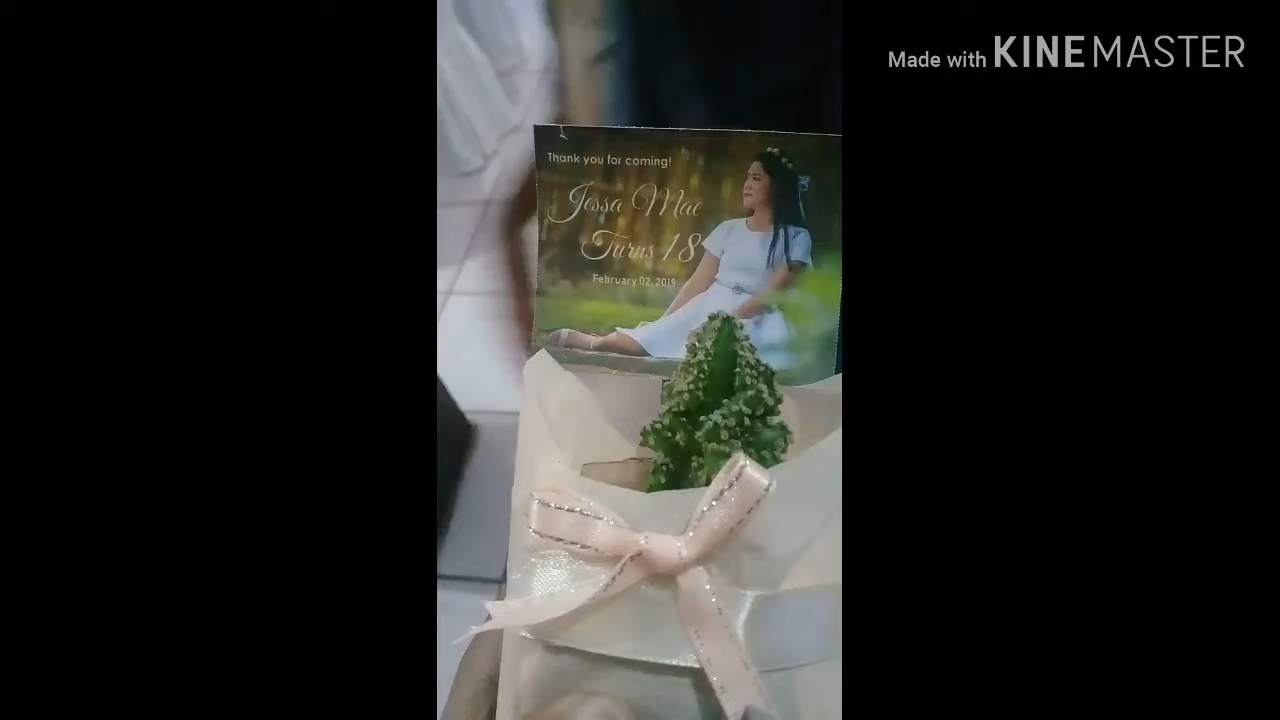 Made with KINEMASTER
Thank you for coming!
Jessa Mae
Turns 18
February 02, 2019